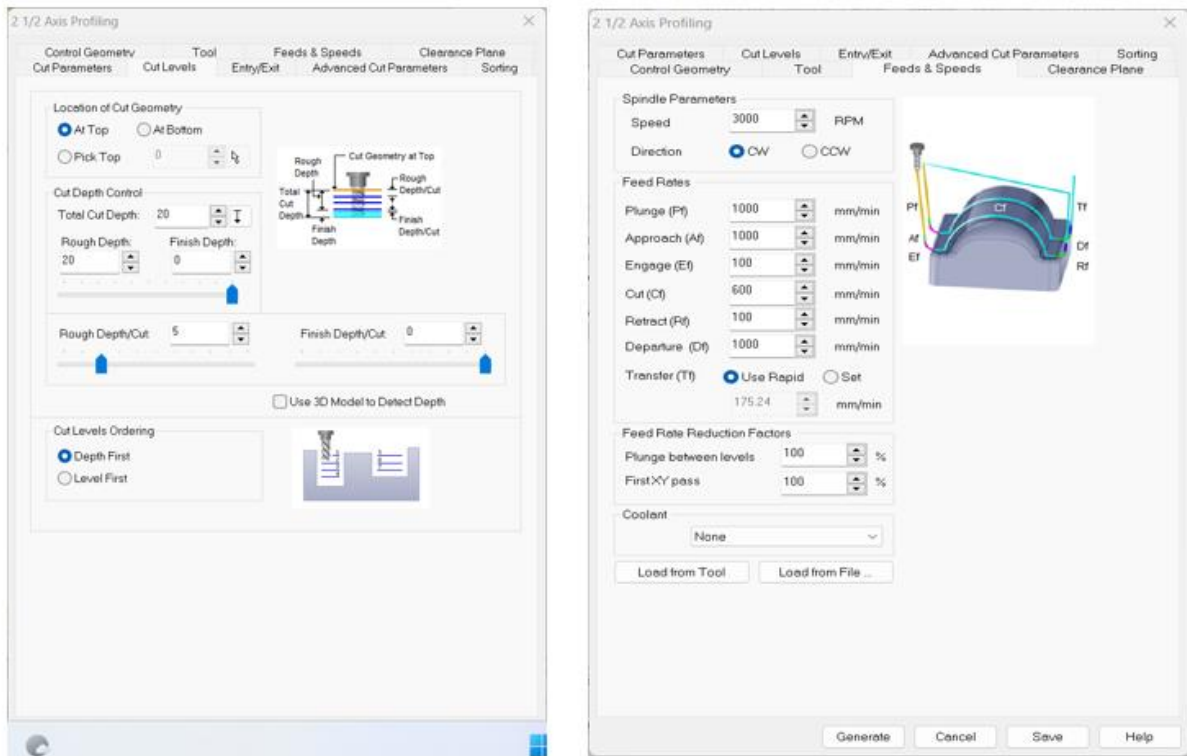 2 1/2 Axis Profiling
Control Geometry Tool Feeds & Speeds Clearance Plane
Cut Parameters Cut Levels Entry/Exit Advanced Cut Parameters Sorting
Location of Cut Geometry
At Top At Bottom
Pick Top 0
Cut Depth Control
Total Cut Depth: 20
Rough Depth: Finish Depth:
20 0
Rough Depth
Cut Geometry at Top
Rough Depth/Cut
Total Cut Depth
Finish Depth
Finish Depth/Cut
Rough Depth/Cut 5 Finish Depth/Cut 0
Use 3D Model to Detect Depth
Cut Levels Ordering
Depth First
Level First
2 1/2 Axis Profiling
Cut Parameters Cut Levels Entry/Exit Advanced Cut Parameters Sorting
Control Geometry Tool Feeds & Speeds Clearance Plane
Spindle Parameters
Speed 3000 RPM
Direction CW CCW
Feed Rates
Plunge (Pf) 1000 mm/min
Approach (Af) 1000 mm/min
Engage (Ef) 100 mm/min
Cut (Cf) 600 mm/min
Retract (Rf) 100 mm/min
Departure (Df) 1000 mm/min
Transfer (Tf) Use Rapid Set
175.24 mm/min
Pf Cf Tf
Af Df
Ef Rf
Feed Rate Reduction Factors
Plunge between levels 100 %
First XY pass 100 %
Coolant
None
Load from Tool Load from File ...
Generate Cancel Save Help